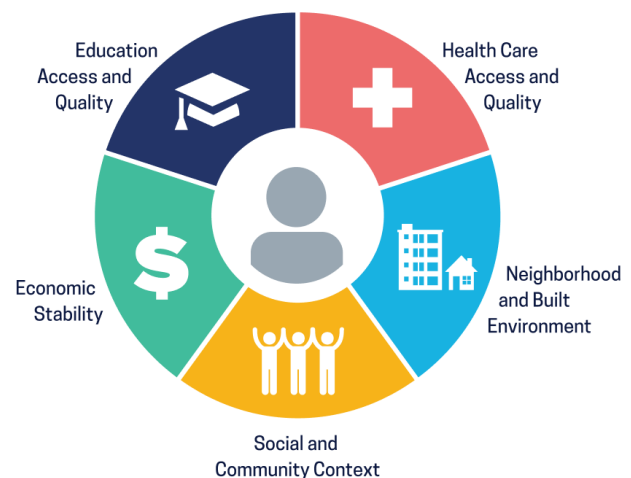 Education
Access and
Quality
Health Care
Access and
Quality
Economic
Stability
Neighborhood
and Built
Environment
Social and
Community Context